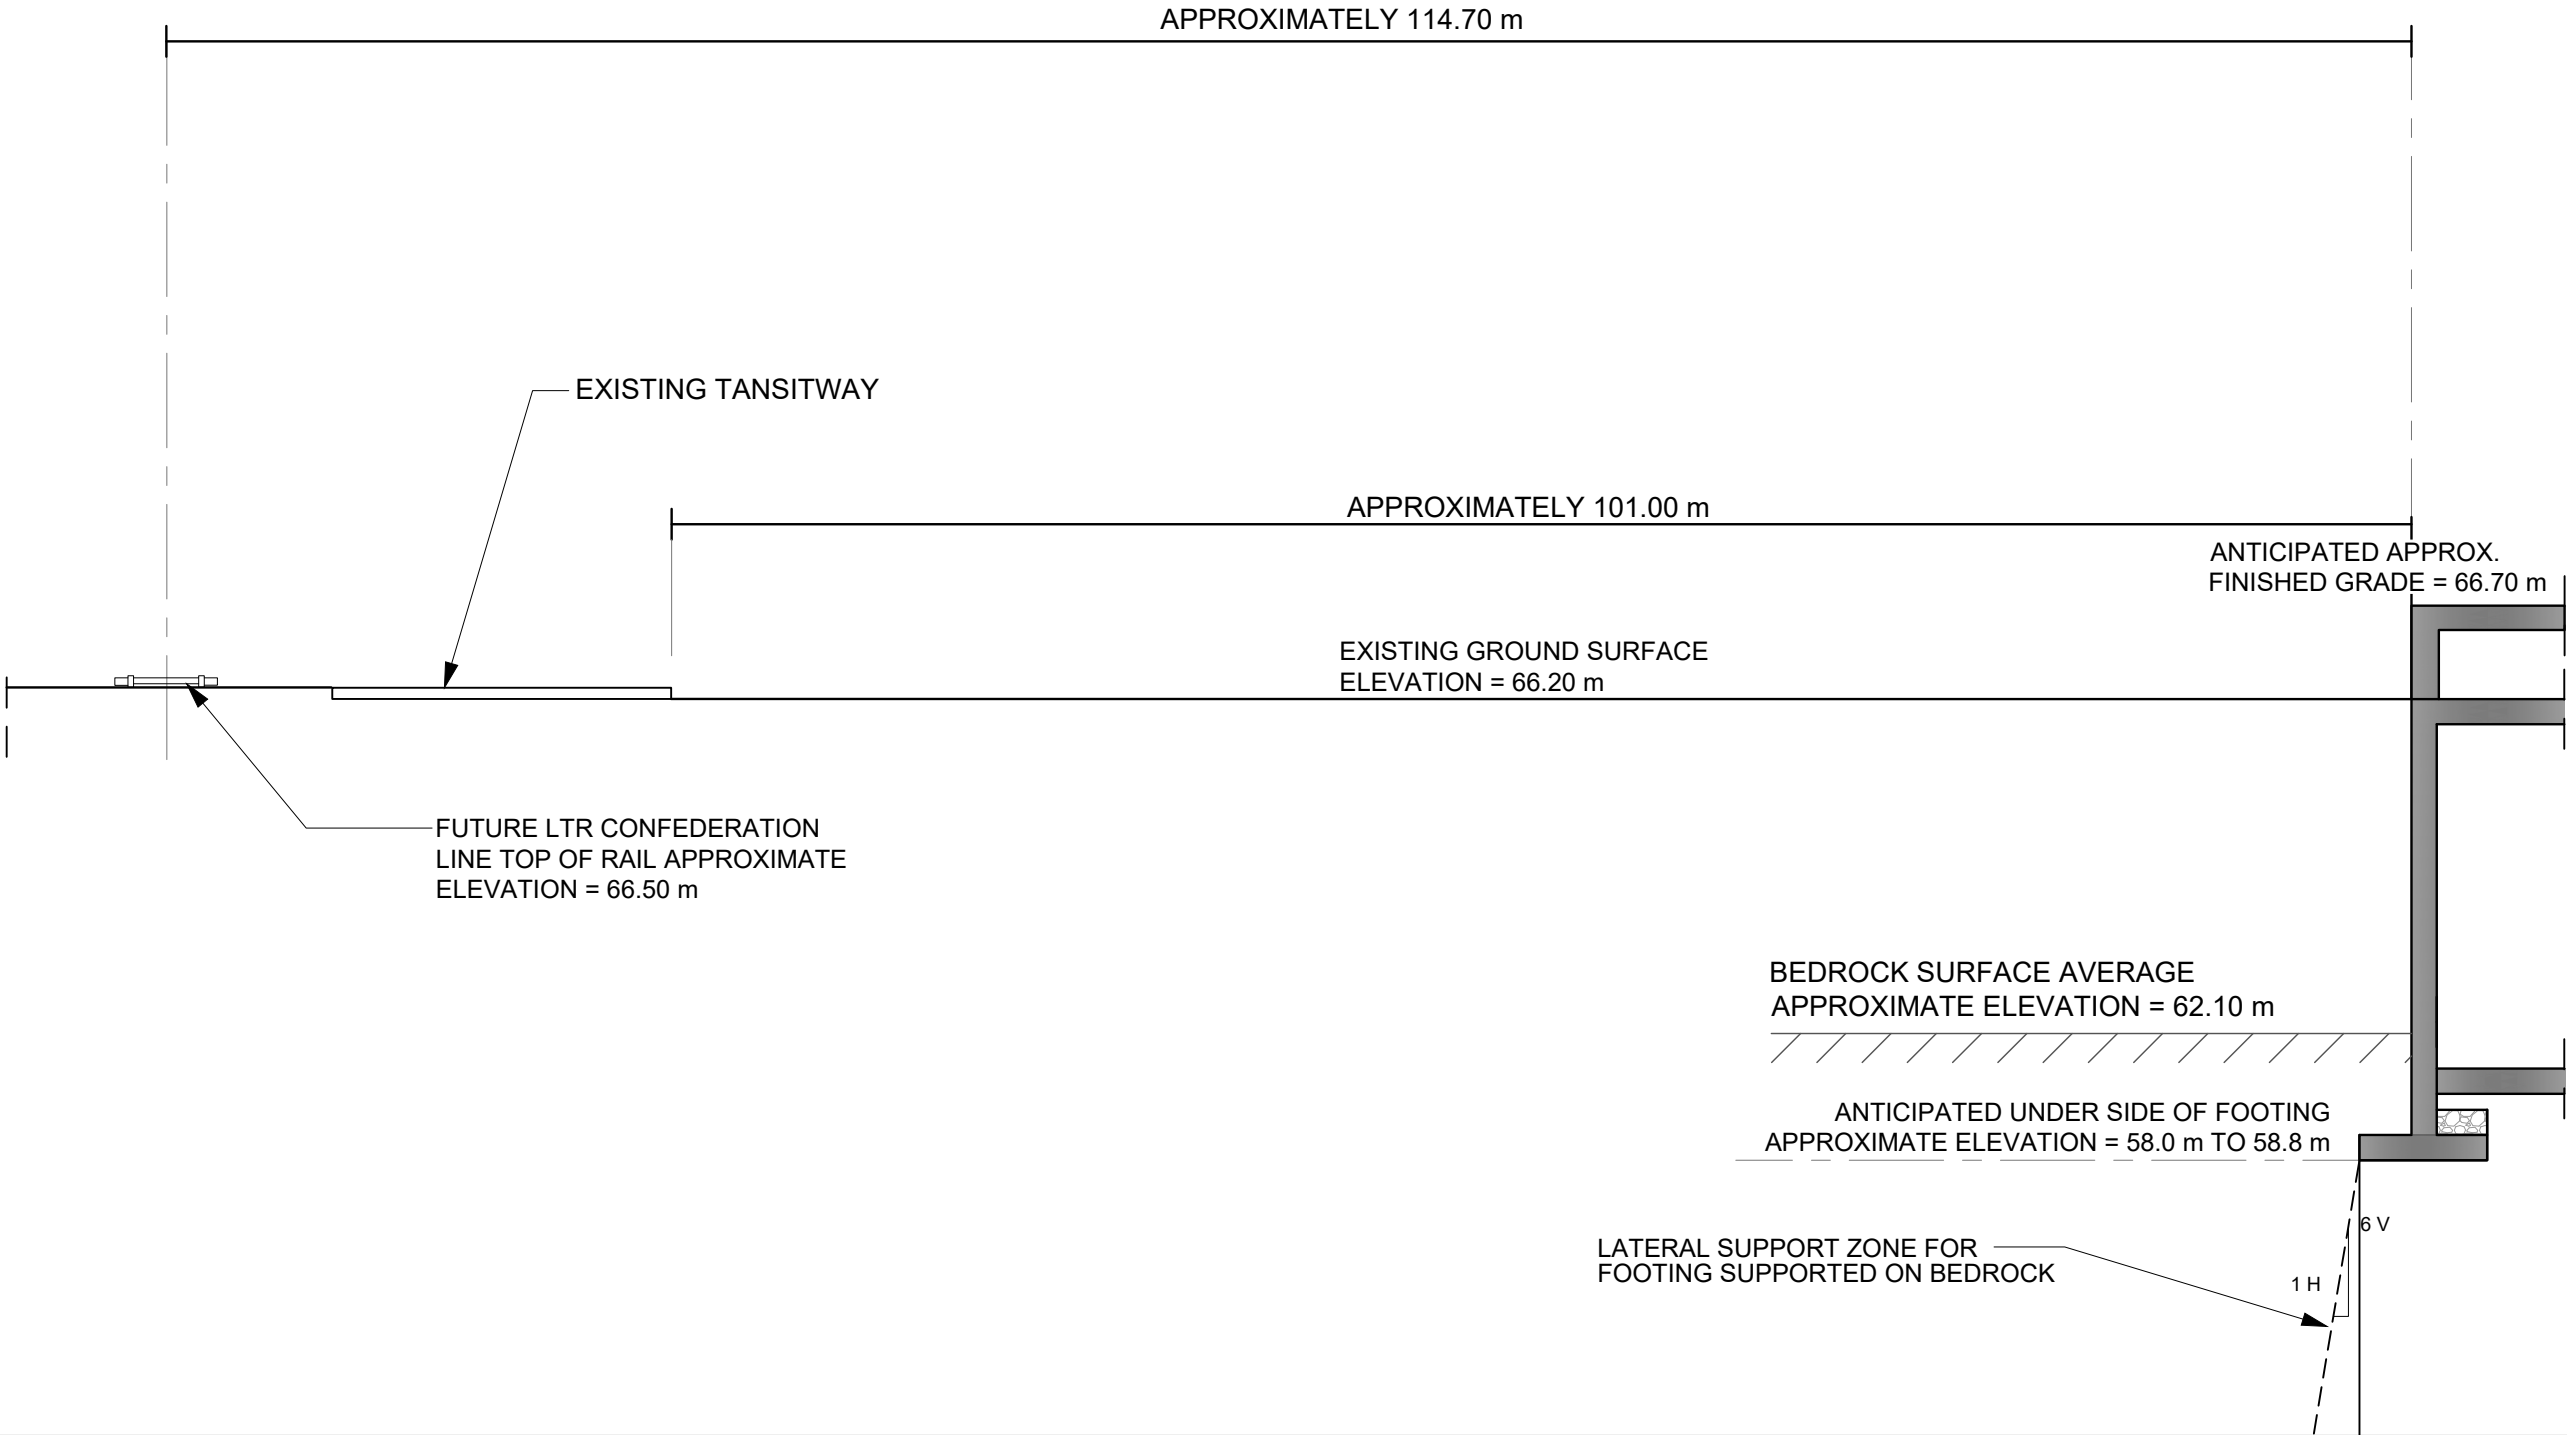 APPROXIMATELY 114.70 m
EXISTING TANSITWAY
APPROXIMATELY 101.00 m
ANTICIPATED APPROX.
FINISHED GRADE = 66.70 m
EXISTING GROUND SURFACE
ELEVATION = 66.20 m
FUTURE LTR CONFEDERATION
LINE TOP OF RAIL APPROXIMATE
ELEVATION = 66.50 m
BEDROCK SURFACE AVERAGE
APPROXIMATE ELEVATION = 62.10 m
ANTICIPATED UNDER SIDE OF FOOTING
APPROXIMATE ELEVATION = 58.0 m TO 58.8 m
6 V
LATERAL SUPPORT ZONE FOR
FOOTING SUPPORTED ON BEDROCK
1 H